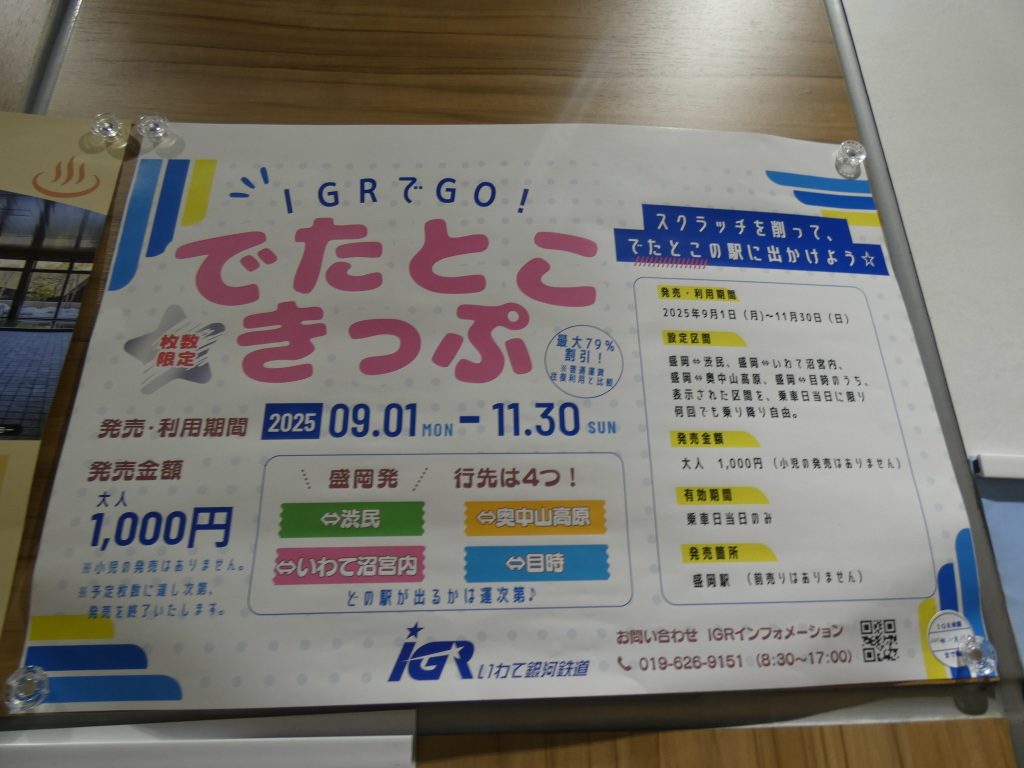 IGRでGO!
でたとこ
きっぷ
枚数
限定
最大79%
割引!
※普通運賃
往復利用と比較
発売・利用期間 2025 09.01 MON - 11.30 SUN
発売金額
大人
1,000円
※小児の発売はありません。
※予定枚数に達し次第、
発売を終了いたします。
盛岡発 行先は4つ!
⇔渋民
⇔奥中山高原
⇔いわて沼宮内
⇔目時
どの駅が出るかは運次第♪
スクラッチを削って、
でたとこの駅に出かけよう☆
発売・利用期間
2025年9月1日（月）~11月30日（日）
設定区間
盛岡⇔渋民、盛岡⇔いわて沼宮内、
盛岡⇔奥中山高原、盛岡⇔目時のうち、
表示された区間を、乗車日当日に限り
何回でも乗り降り自由。
発売金額
大人 1,000円（小児の発売はありません）
有効期間
乗車日当日のみ
発売箇所
盛岡駅 （前売りはありません）
IGR いわて銀河鉄道
お問い合わせ IGRインフォメーション
019-626-9151（8:30~17:00）